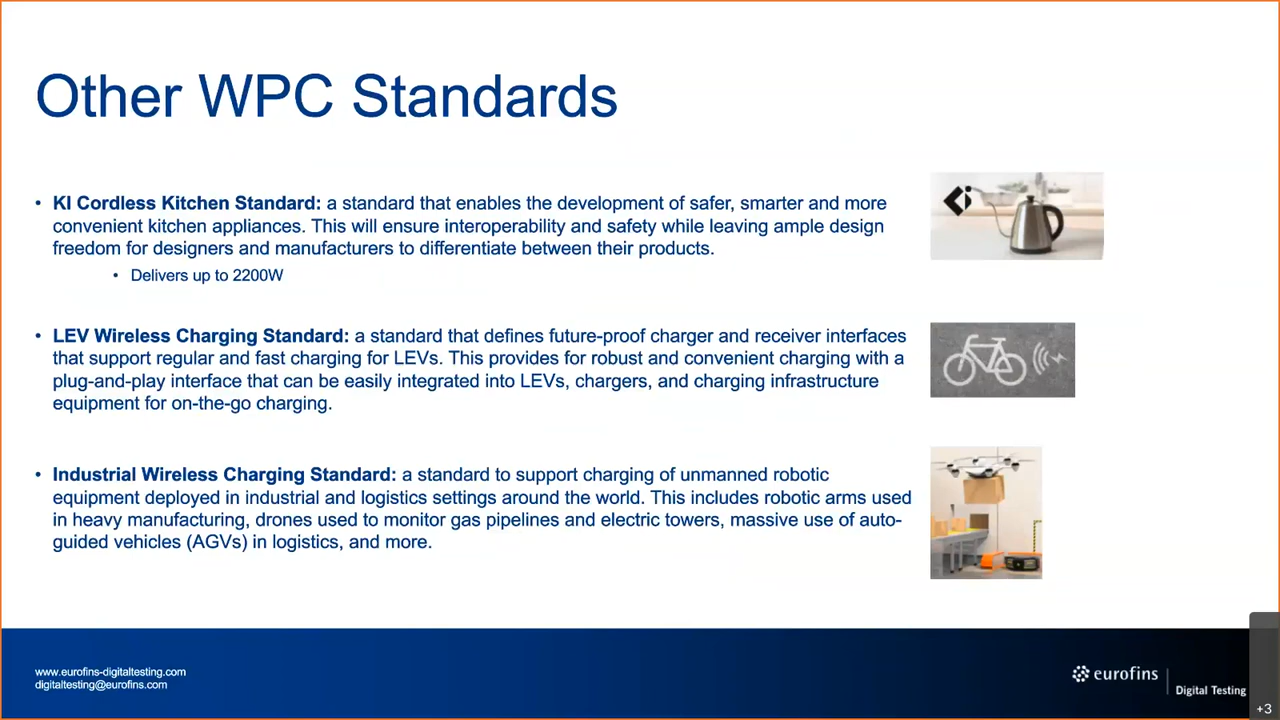 Other WPC Standards
• KI Cordless Kitchen Standard: a standard that enables the development of safer, smarter and more
convenient kitchen appliances. This will ensure interoperability and safety while leaving ample design
freedom for designers and manufacturers to differentiate between their products.
• Delivers up to 2200W
• LEV Wireless Charging Standard: a standard that defines future-proof charger and receiver interfaces
that support regular and fast charging for LEVs. This provides for robust and convenient charging with a
plug-and-play interface that can be easily integrated into LEVs, chargers, and charging infrastructure
equipment for on-the-go charging.
• Industrial Wireless Charging Standard: a standard to support charging of unmanned robotic
equipment deployed in industrial and logistics settings around the world. This includes robotic arms used
in heavy manufacturing, drones used to monitor gas pipelines and electric towers, massive use of auto-
guided vehicles (AGVs) in logistics, and more.
www.eurofins-digitaltesting.com
digitaltesting@eurofins.com
eurofins
Digital Testing
+3